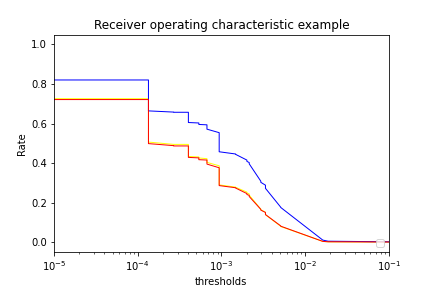 Receiver operating characteristic example
1.0
0.8
0.6
0.4
0.2
0.0
Rate
10⁻⁵ 10⁻⁴ 10⁻³ 10⁻² 10⁻¹
thresholds